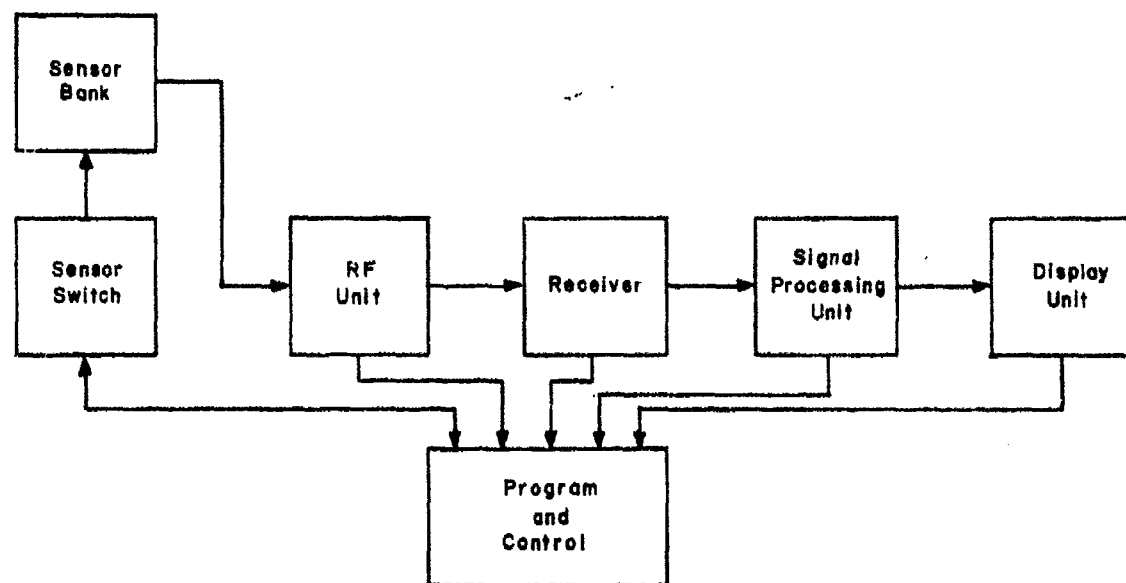 Sensor
Bank
Sensor
Switch
RF
Unit
Receiver
Signal
Processing
Unit
Display
Unit
Program
and
Control